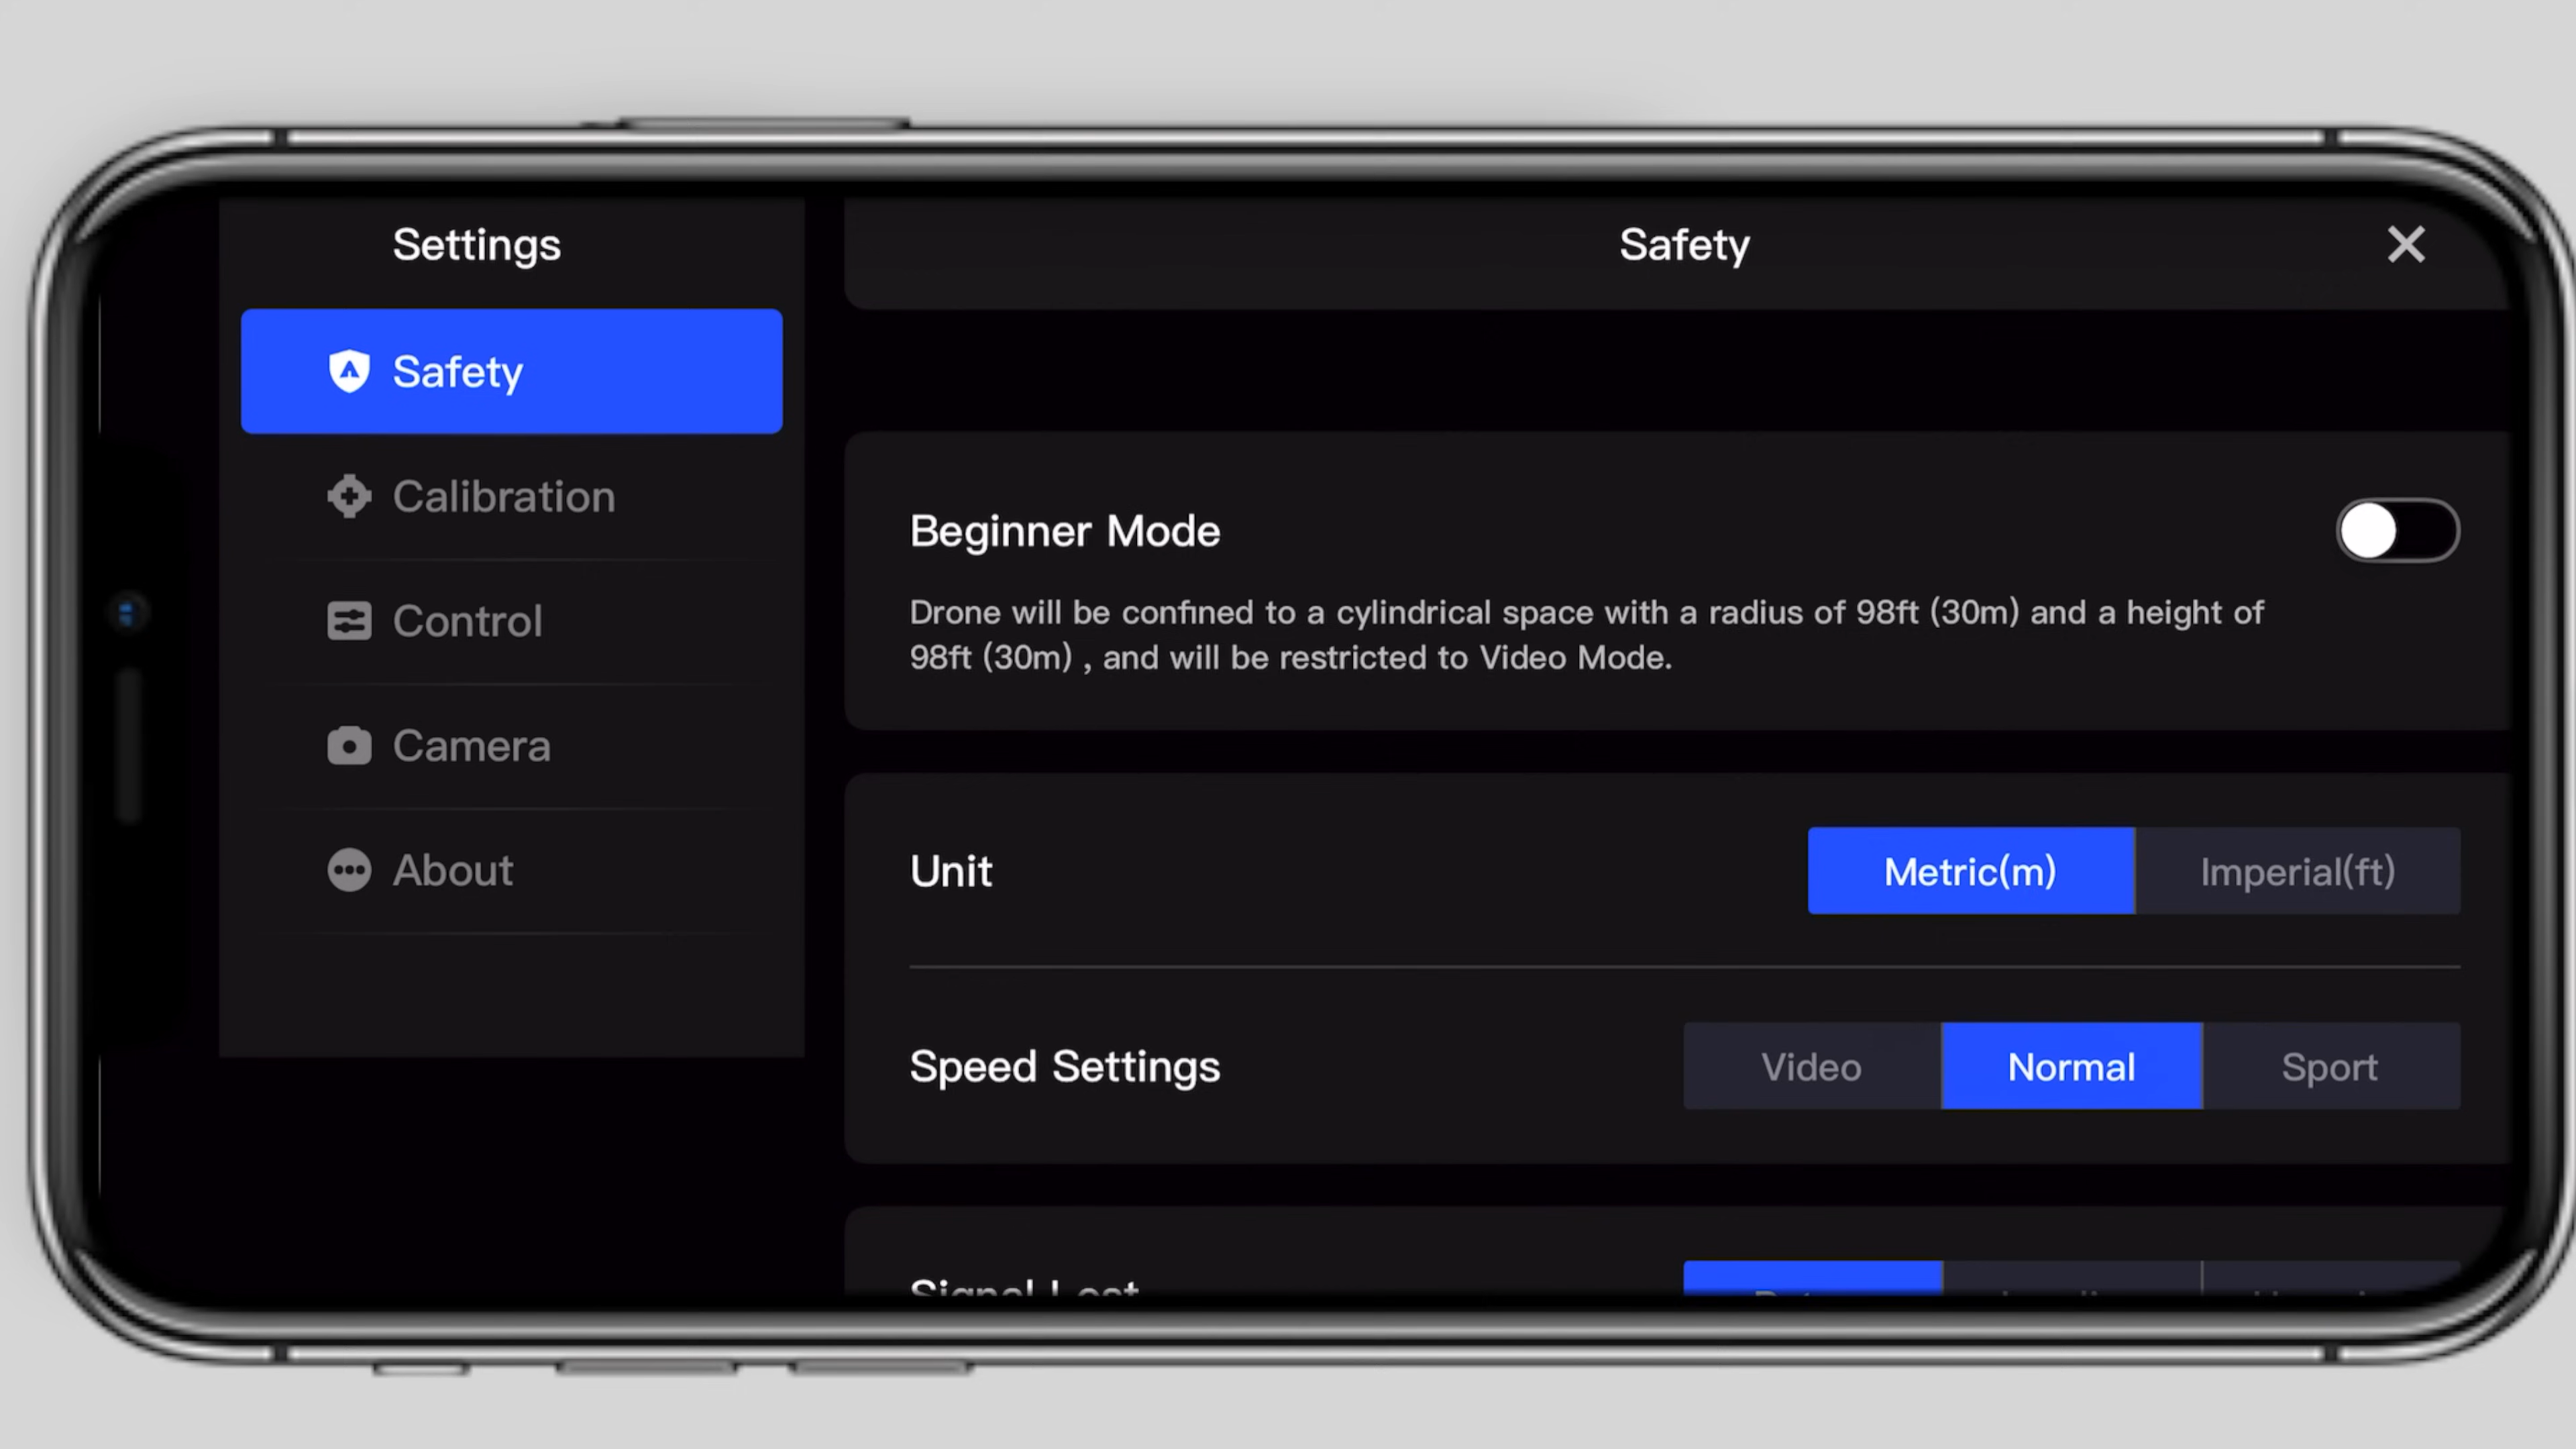 Settings
Safety
Calibration
Control
Camera
About
Safety
Beginner Mode
Drone will be confined to a cylindrical space with a radius of 98ft (30m) and a height of
98ft (30m) , and will be restricted to Video Mode.
Unit
Metric(m)
Imperial(ft)
Speed Settings
Video
Normal
Sport
Signal Lost